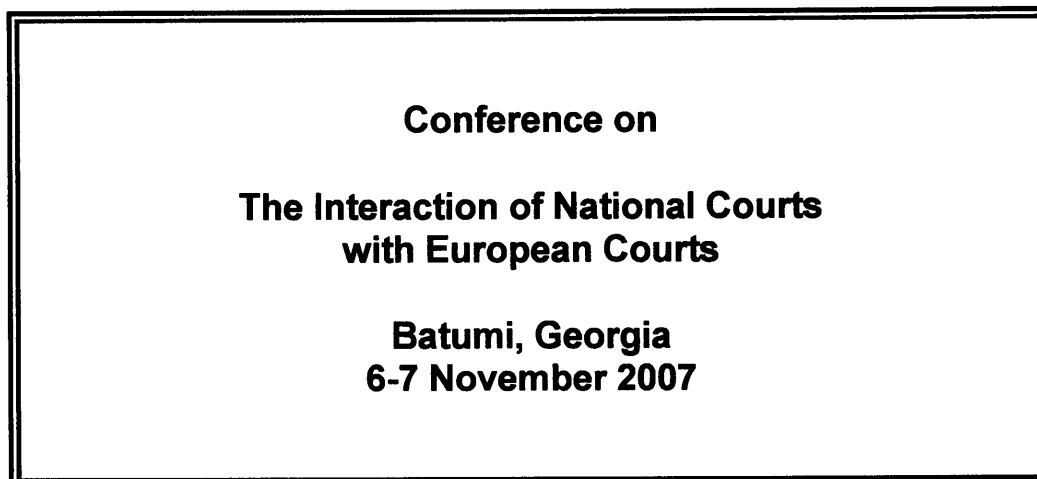 Conference on
The Interaction of National Courts
with European Courts
Batumi, Georgia
6-7 November 2007